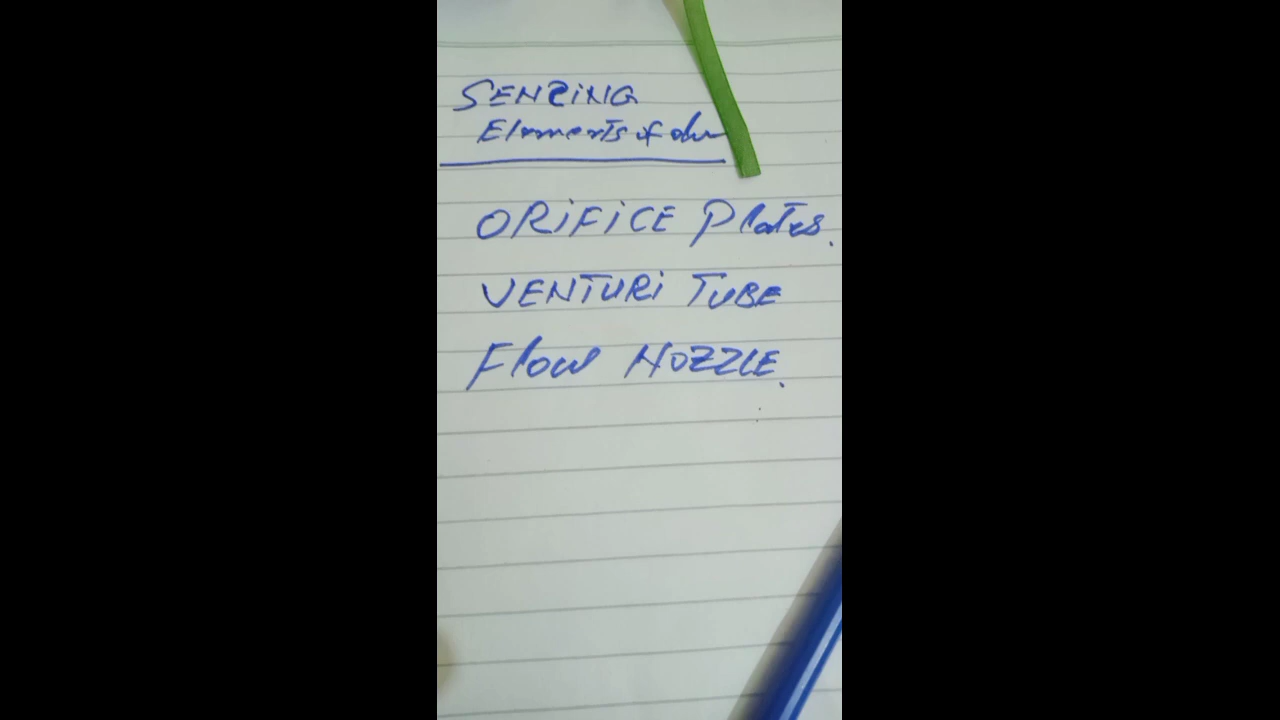 SENSING
Elements of
ORIFICE Plates.
VENTURI TUBE
Flow NOZZLE.